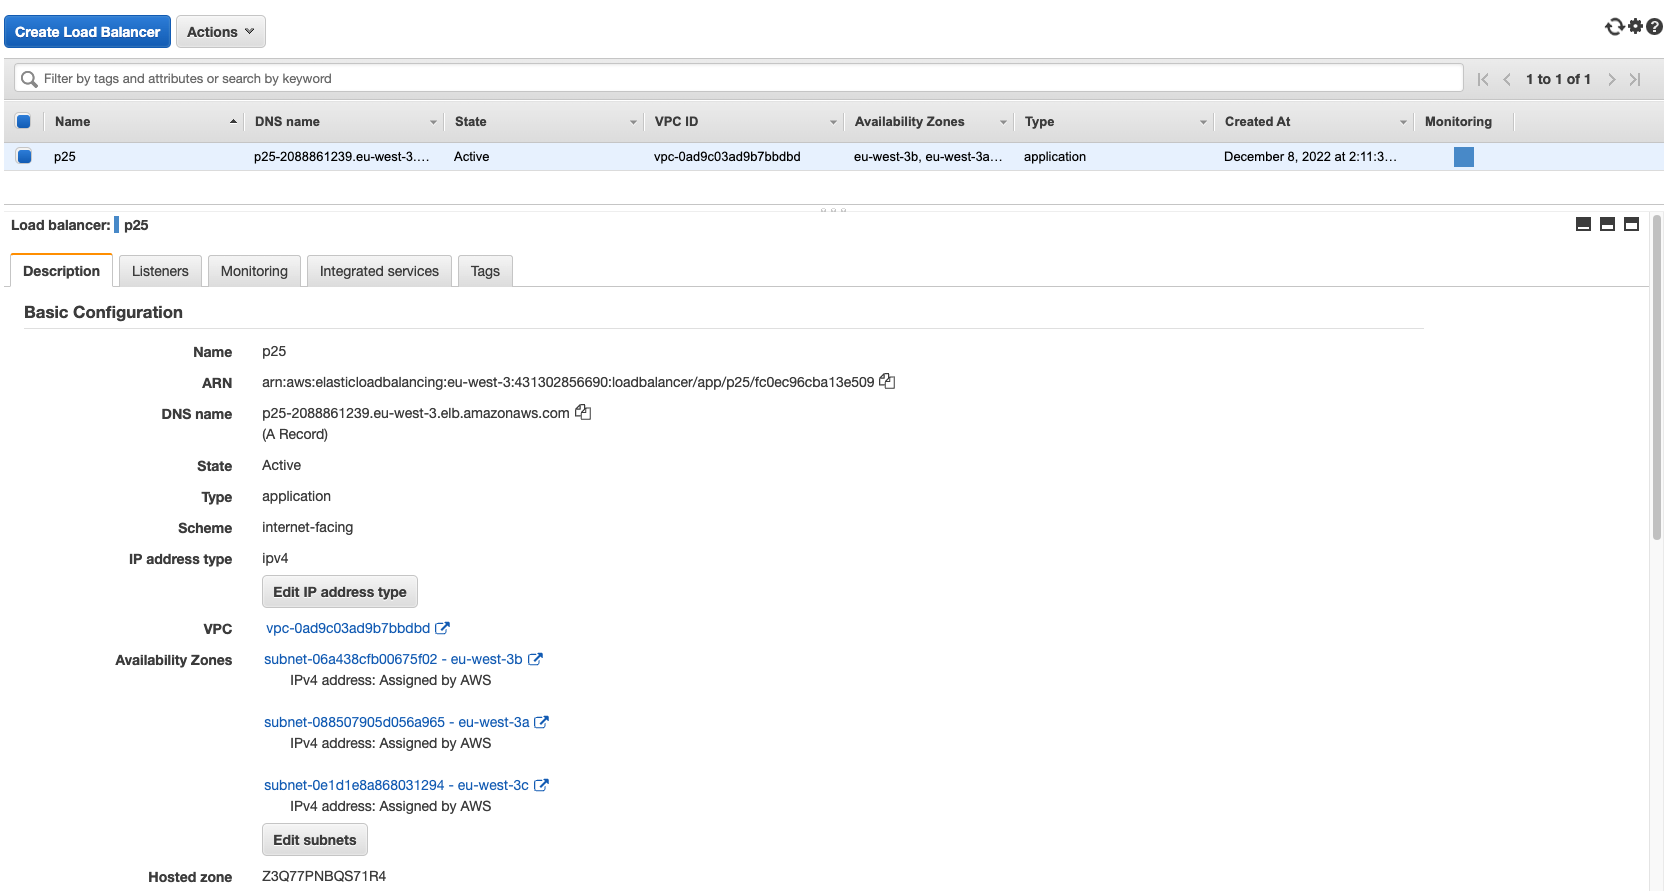 Create Load Balancer Actions
Filter by tags and attributes or search by keyword 1 to 1 of 1
Name DNS name State VPC ID Availability Zones Type Created At Monitoring
p25 p25-2088861239.eu-west-3.... Active vpc-0ad9c03ad9b7bbdbd eu-west-3b, eu-west-3a... application December 8, 2022 at 2:11:3...
Load balancer: p25
Description Listeners Monitoring Integrated services Tags
Basic Configuration
Name p25
ARN arn:aws:elasticloadbalancing:eu-west-3:431302856690:loadbalancer/app/p25/fc0ec96cba13e509
DNS name p25-2088861239.eu-west-3.elb.amazonaws.com
(A Record)
State Active
Type application
Scheme internet-facing
IP address type ipv4
Edit IP address type
VPC vpc-0ad9c03ad9b7bbdbd
Availability Zones subnet-06a438cfb00675f02 - eu-west-3b
IPv4 address: Assigned by AWS
subnet-088507905d056a965 - eu-west-3a
IPv4 address: Assigned by AWS
subnet-0e1d1e8a868031294 - eu-west-3c
IPv4 address: Assigned by AWS
Edit subnets
Hosted zone Z3Q77PNBQS71R4